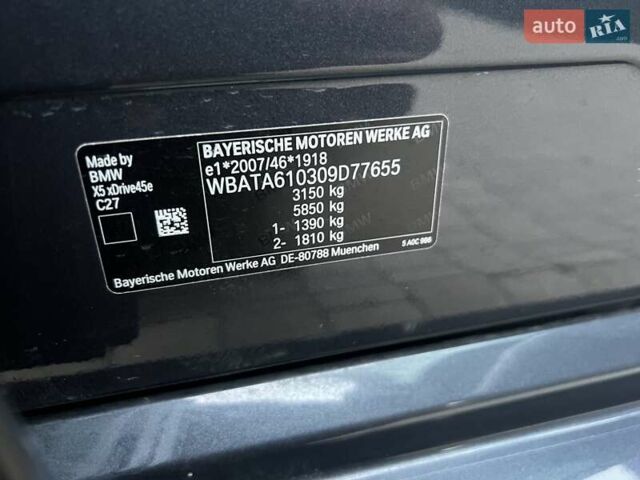 auto RIA.com
BAYERISCHE MOTOREN WERKE AG
e1*2007/46*1918
WBATA610309D77655
3150 kg
5850 kg
1- 1390 kg
2- 1810 kg
Made by
BMW
X5 xDrive45e
C27
5 A0C 986
Bayerische Motoren Werke AG DE-80788 Muenchen